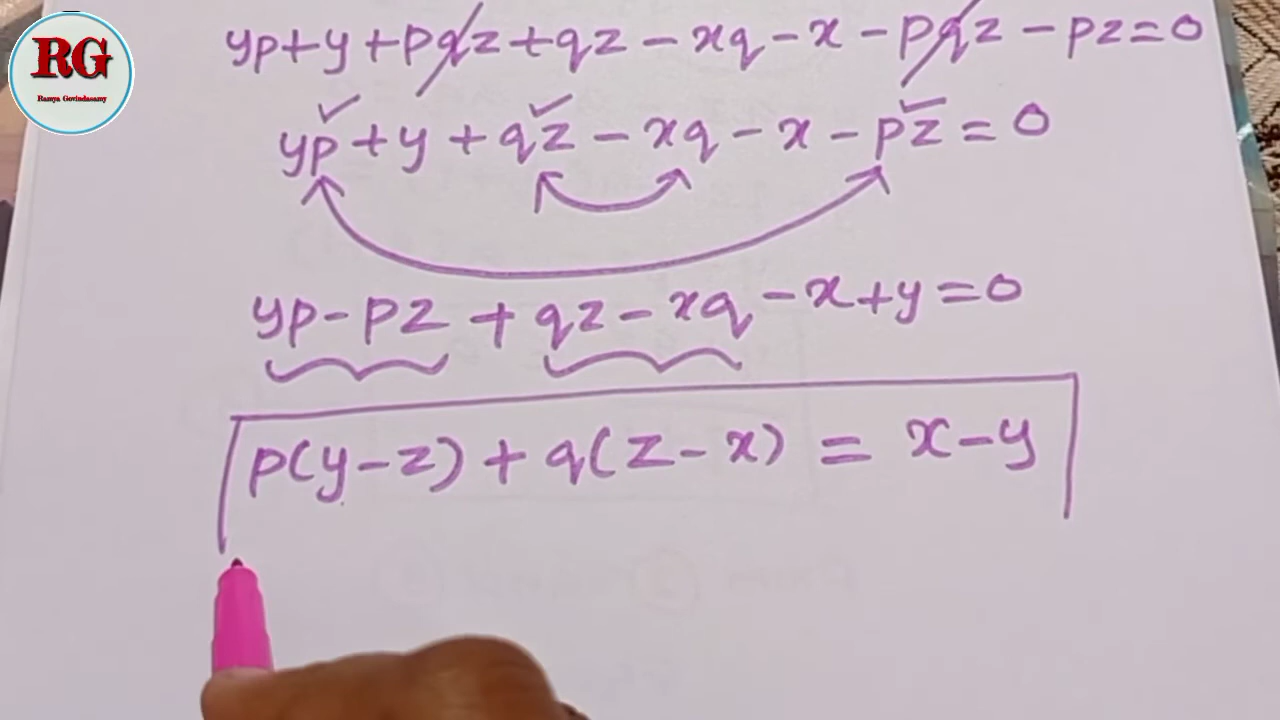 RG
Ramya Govindasamy
yp+y+pqz+qz-xq-x-pqz-pz=0
yp+y+qz-xq-x-pz=0
yp-pz+qz-xq-x+y=0
p(y-z)+q(z-x)=x-y